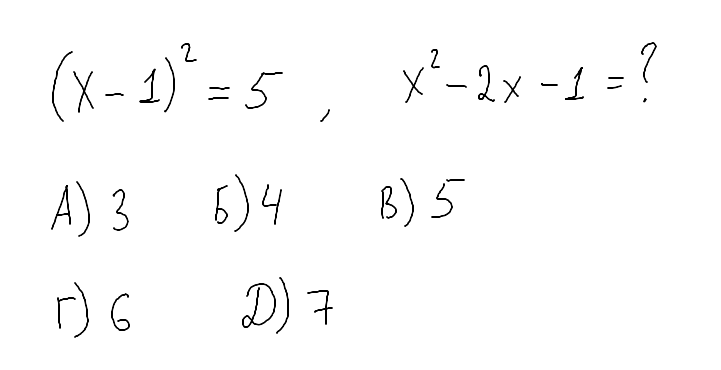 (x-1)² = 5 , x² - 2x - 1 = ?
А) 3 Б) 4 В) 5
Г) 6 Д) 7